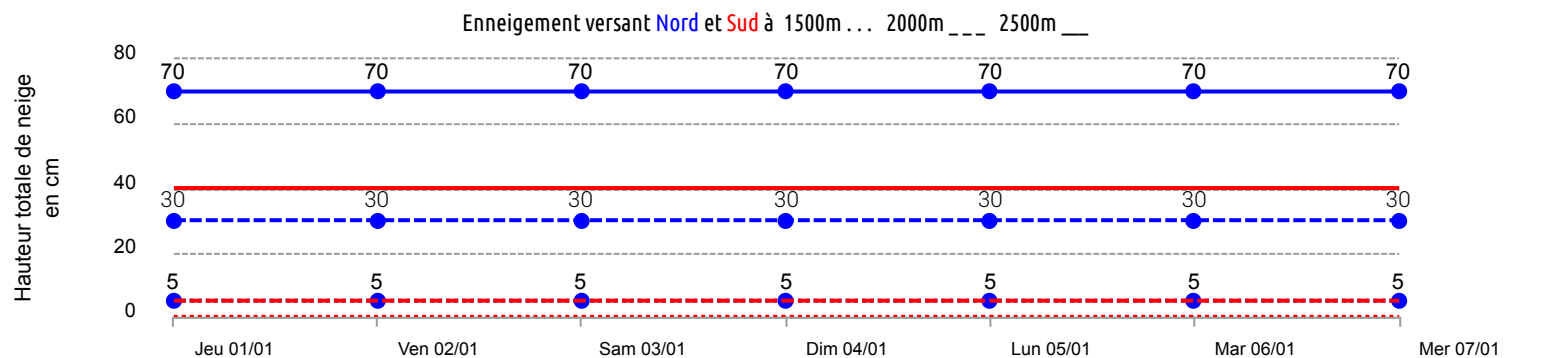 Enneigement versant Nord et Sud à 1500m . . . 2000m _ _ _ 2500m __
Hauteur totale de neige
en cm
80
70 70 70 70 70 70 70
60
40
30 30 30 30 30 30 30
20
5 5 5 5 5 5 5
0
Jeu 01/01 Ven 02/01 Sam 03/01 Dim 04/01 Lun 05/01 Mar 06/01 Mer 07/01